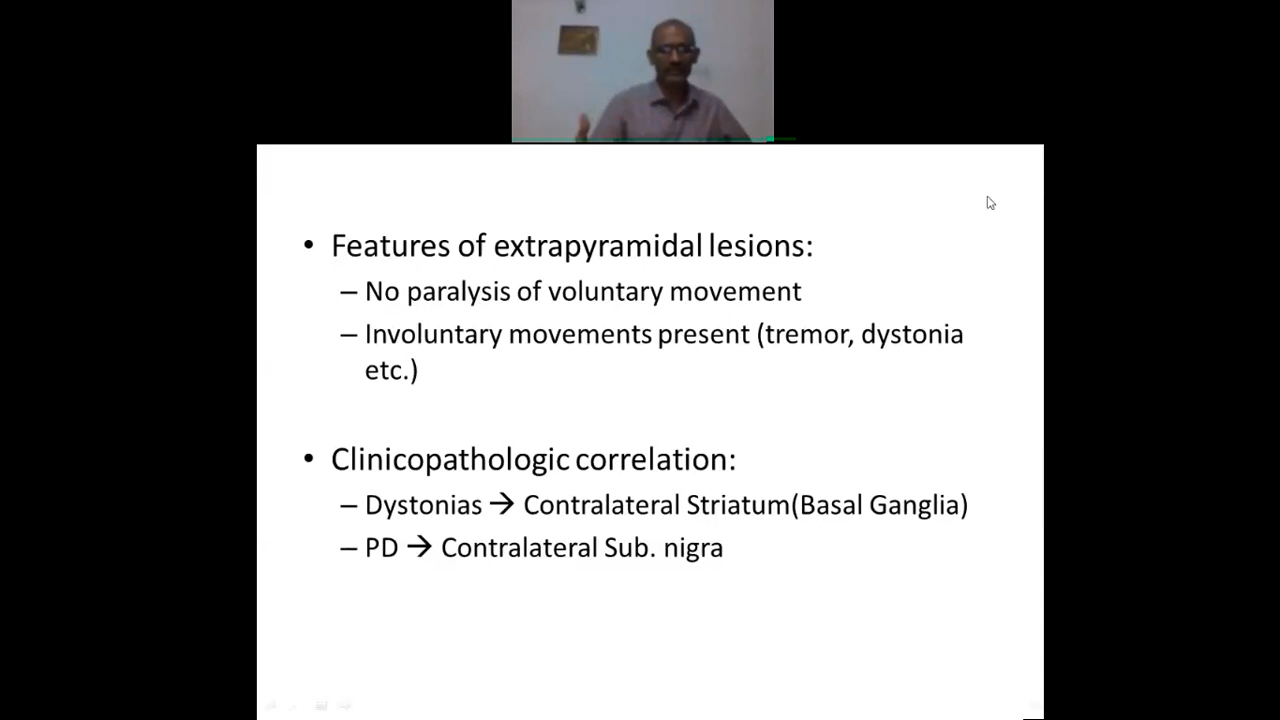 • Features of extrapyramidal lesions:
– No paralysis of voluntary movement
– Involuntary movements present (tremor, dystonia
etc.)
• Clinicopathologic correlation:
– Dystonias → Contralateral Striatum(Basal Ganglia)
– PD → Contralateral Sub. nigra